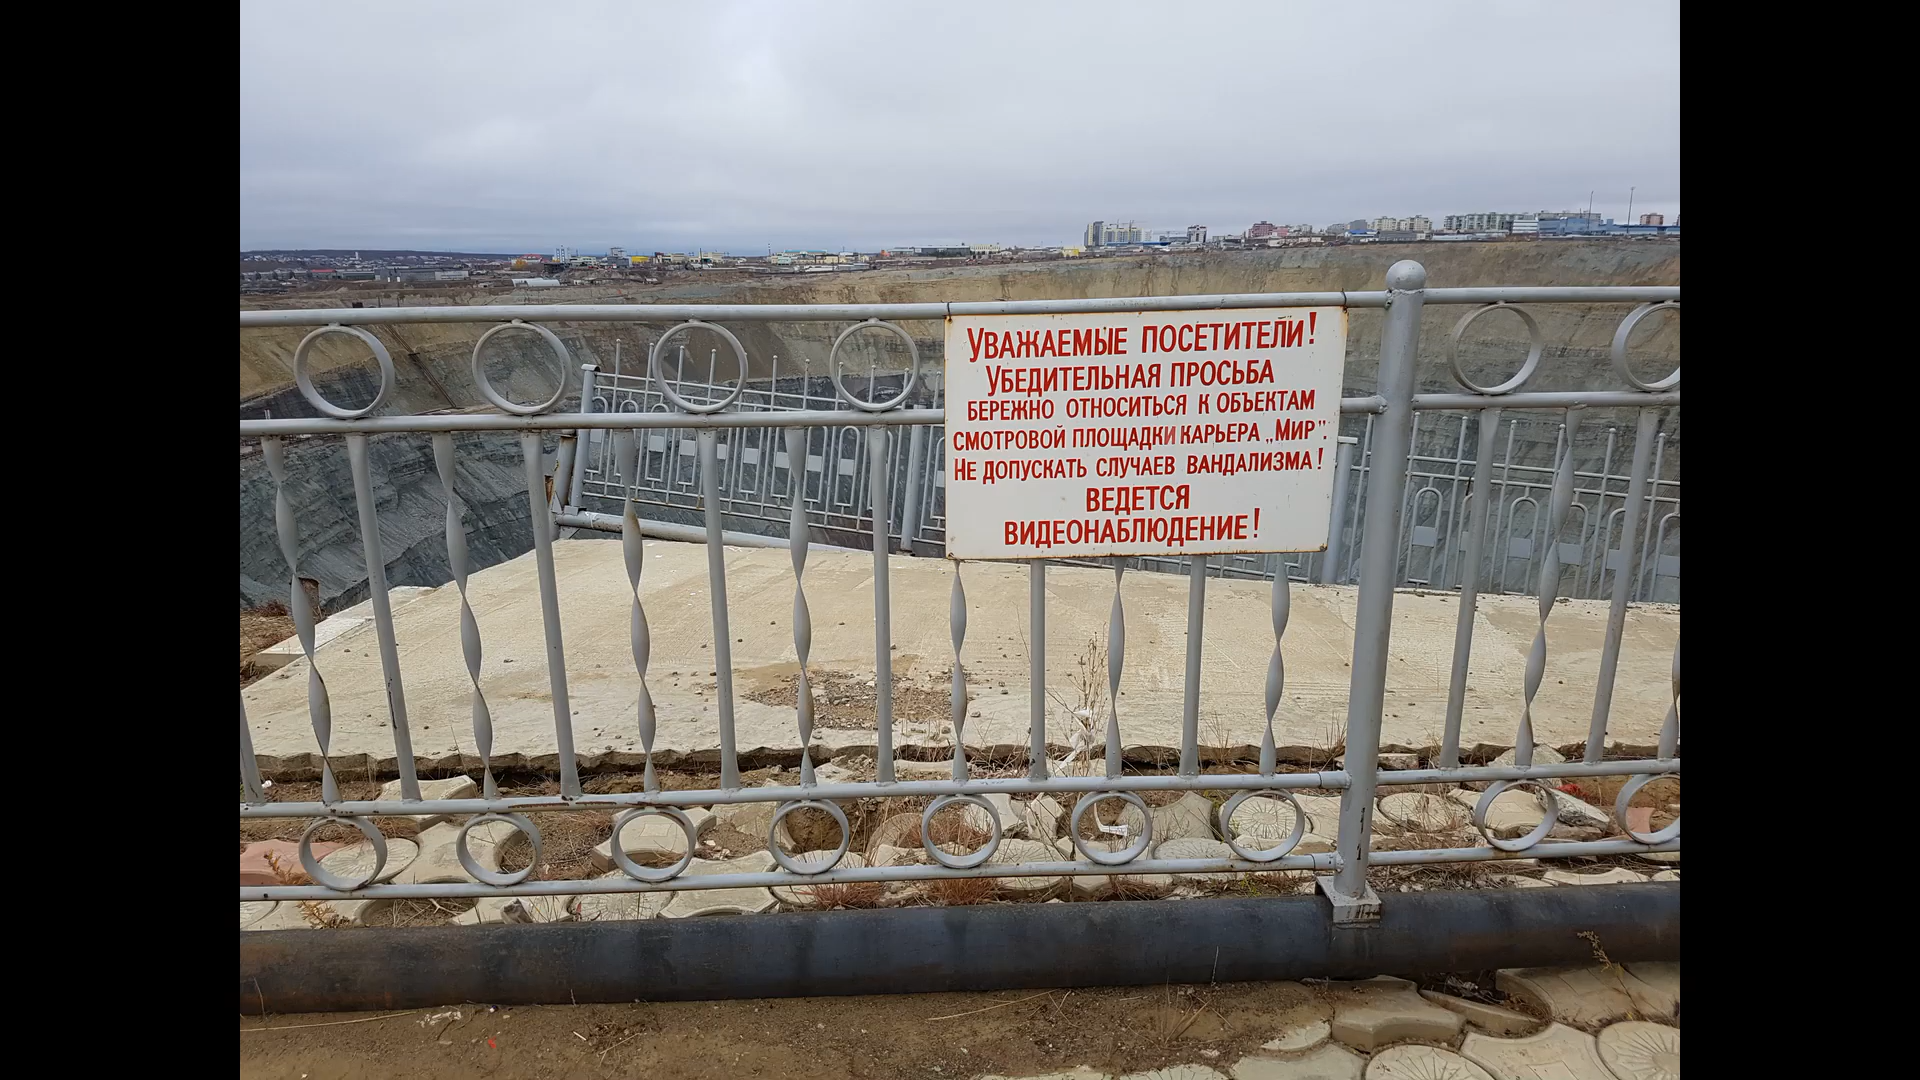 УВАЖАЕМЫЕ ПОСЕТИТЕЛИ!
УБЕДИТЕЛЬНАЯ ПРОСЬБА
БЕРЕЖНО ОТНОСИТЬСЯ К ОБЪЕКТАМ
СМОТРОВОЙ ПЛОЩАДКИ КАРЬЕРА „МИР".
НЕ ДОПУСКАТЬ СЛУЧАЕВ ВАНДАЛИЗМА!
ВЕДЕТСЯ
ВИДЕОНАБЛЮДЕНИЕ!